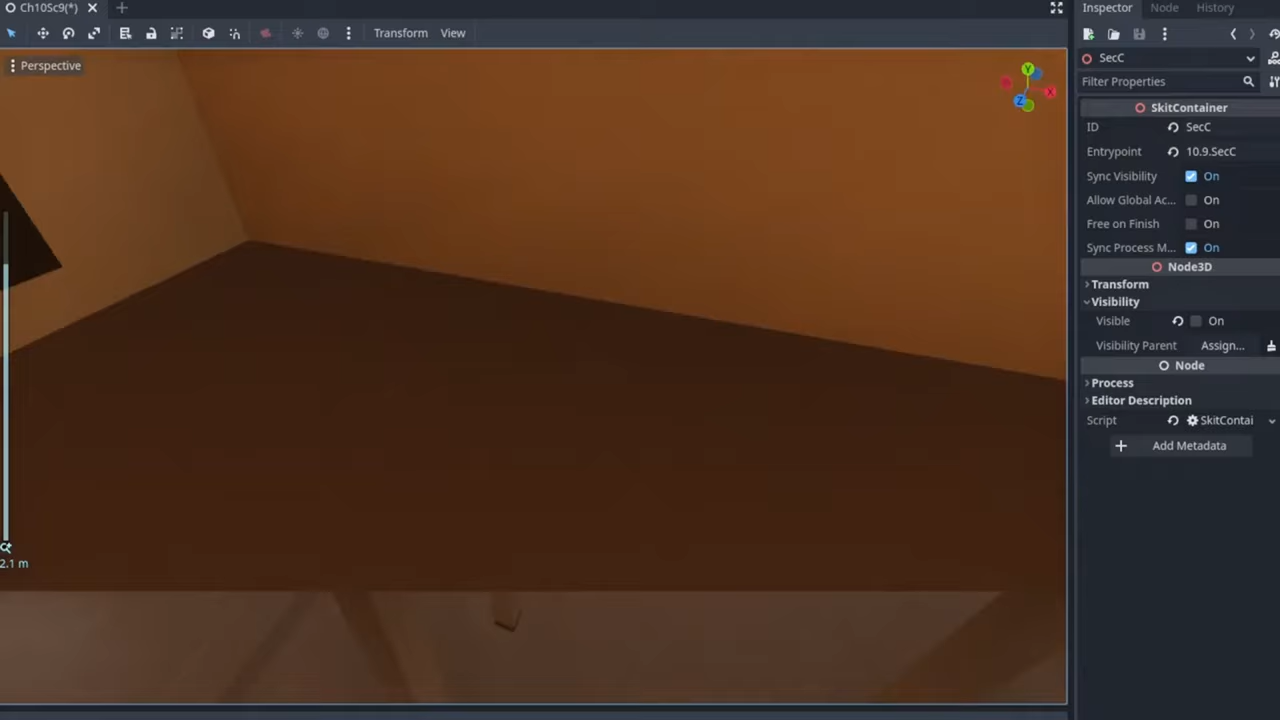 Ch10Sc9(*)
Transform View
Perspective
Y
X
Z
2.1 m
Inspector Node History
SecC
Filter Properties
SkitContainer
ID SecC
Entrypoint 10.9.SecC
Sync Visibility On
Allow Global Ac... On
Free on Finish On
Sync Process M... On
Node3D
Transform
Visibility
Visible On
Visibility Parent Assign...
Node
Process
Editor Description
Script SkitContai
Add Metadata